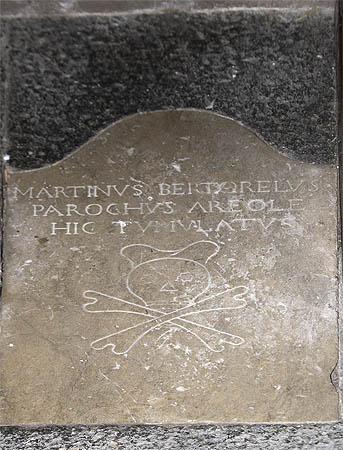 MARTINVS BERTORELVS
PAROCHVS AREOLE
HIC TVMVLATVS